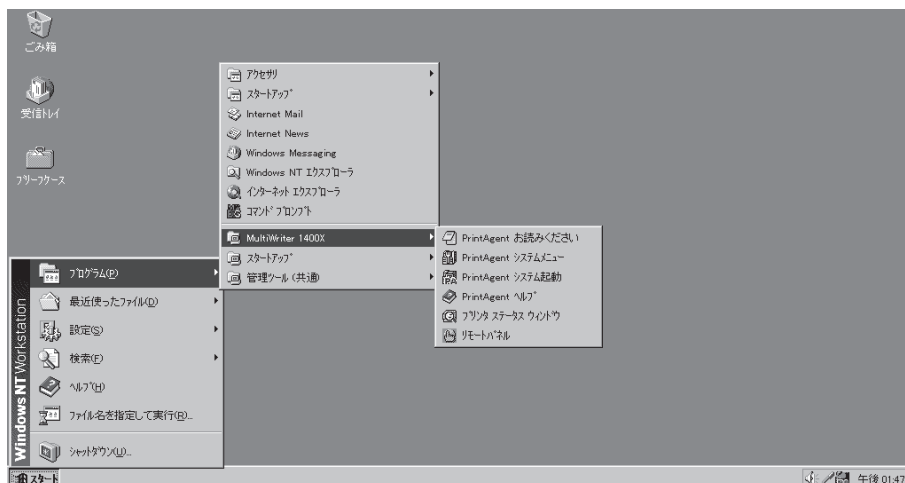 ごみ箱
受信トレイ
ブリーフケース
アクセサリ
スタートアップ
Internet Mail
Internet News
Windows Messaging
Windows NT エクスプローラ
インターネット エクスプローラ
コマンド プロンプト
MultiWriter 1400X
スタートアップ
管理ツール (共通)
PrintAgent お読みください
PrintAgent システムメニュー
PrintAgent システム起動
PrintAgent ヘルプ
プリンタ ステータス ウィンドウ
リモートパネル
プログラム(P)
最近使ったファイル(D)
設定(S)
検索(F)
ヘルプ(H)
ファイル名を指定して実行(R)...
シャットダウン(U)...
Windows NT Workstation
スタート
午後 01:47